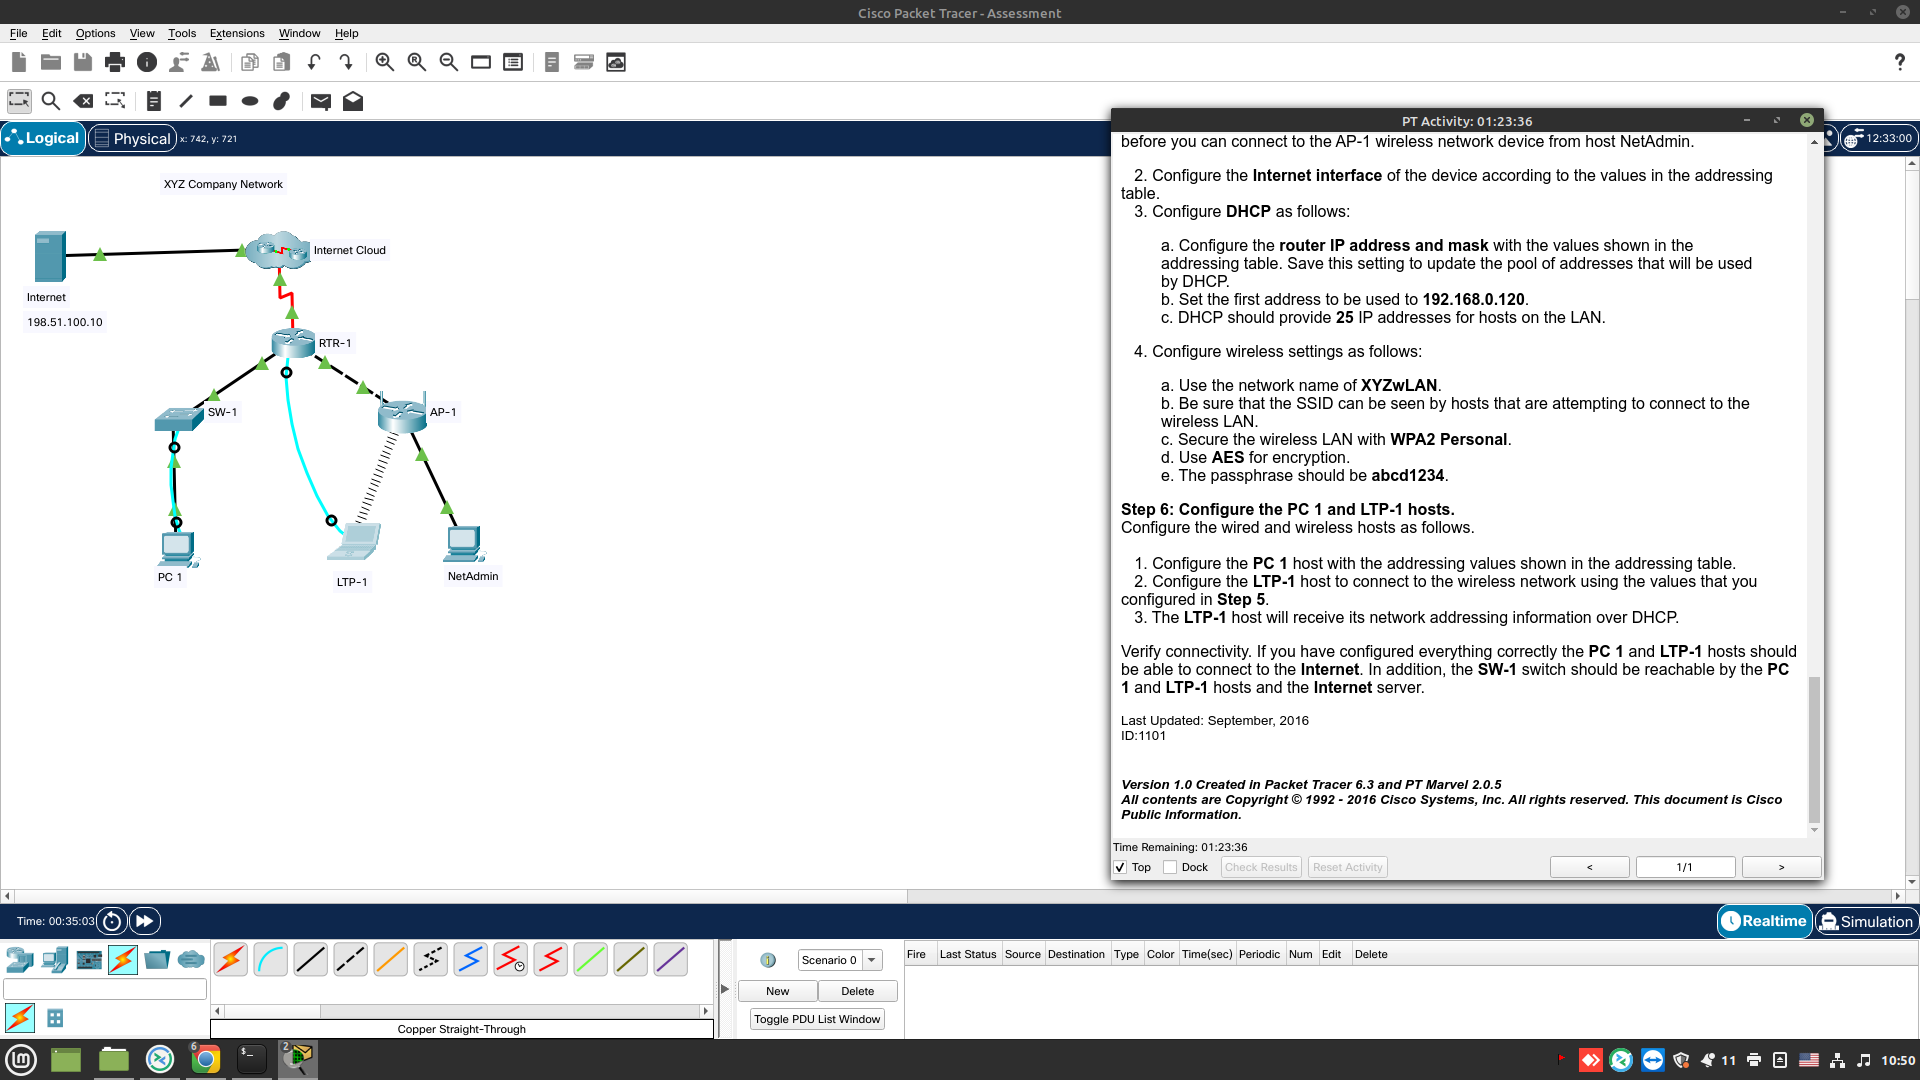 Cisco Packet Tracer - Assessment
File Edit Options View Tools Extensions Window Help
Logical Physical x: 742, y: 721
12:33:00
XYZ Company Network
Internet Cloud
Internet
198.51.100.10
RTR-1
SW-1
AP-1
PC 1
LTP-1
NetAdmin
PT Activity: 01:23:36
before you can connect to the AP-1 wireless network device from host NetAdmin.
2. Configure the Internet interface of the device according to the values in the addressing
table.
3. Configure DHCP as follows:
a. Configure the router IP address and mask with the values shown in the
addressing table. Save this setting to update the pool of addresses that will be used
by DHCP.
b. Set the first address to be used to 192.168.0.120.
c. DHCP should provide 25 IP addresses for hosts on the LAN.
4. Configure wireless settings as follows:
a. Use the network name of XYZwLAN.
b. Be sure that the SSID can be seen by hosts that are attempting to connect to the
wireless LAN.
c. Secure the wireless LAN with WPA2 Personal.
d. Use AES for encryption.
e. The passphrase should be abcd1234.
Step 6: Configure the PC 1 and LTP-1 hosts.
Configure the wired and wireless hosts as follows.
1. Configure the PC 1 host with the addressing values shown in the addressing table.
2. Configure the LTP-1 host to connect to the wireless network using the values that you
configured in Step 5.
3. The LTP-1 host will receive its network addressing information over DHCP.
Verify connectivity. If you have configured everything correctly the PC 1 and LTP-1 hosts should
be able to connect to the Internet. In addition, the SW-1 switch should be reachable by the PC
1 and LTP-1 hosts and the Internet server.
Last Updated: September, 2016
ID:1101
Version 1.0 Created in Packet Tracer 6.3 and PT Marvel 2.0.5
All contents are Copyright © 1992 - 2016 Cisco Systems, Inc. All rights reserved. This document is Cisco
Public Information.
Time Remaining: 01:23:36
Top Dock Check Results Reset Activity < 1/1 >
Time: 00:35:03
Realtime Simulation
Scenario 0
New Delete
Toggle PDU List Window
Fire Last Status Source Destination Type Color Time(sec) Periodic Num Edit Delete
Copper Straight-Through
6
2
11
10:50